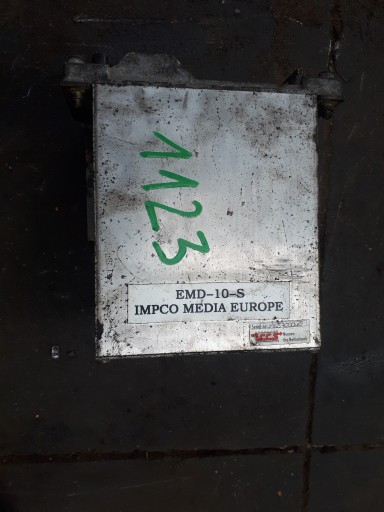 1123
EMD-10-S
IMPCO MEDIA EUROPE